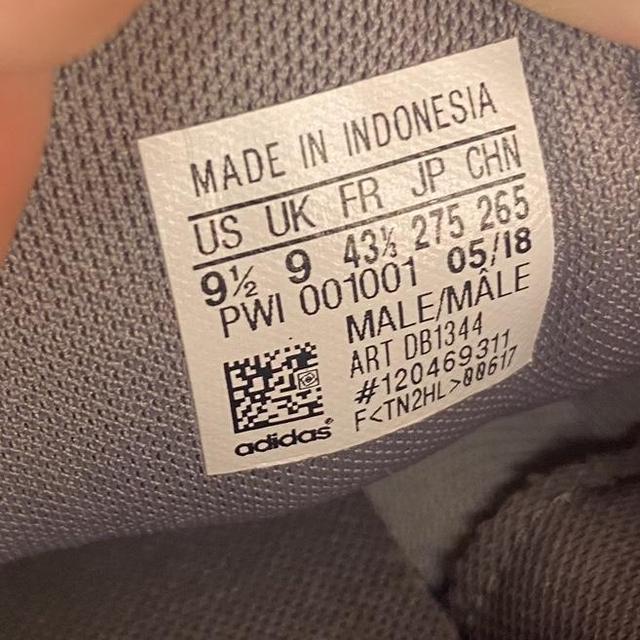 MADE IN INDONESIA
US UK FR JP CHN
9½ 9 43⅓ 275 265
PWI 001001 05/18
MALE/MÂLE
ART DB1344
#120469311
F<TN2HL>00617
adidas®